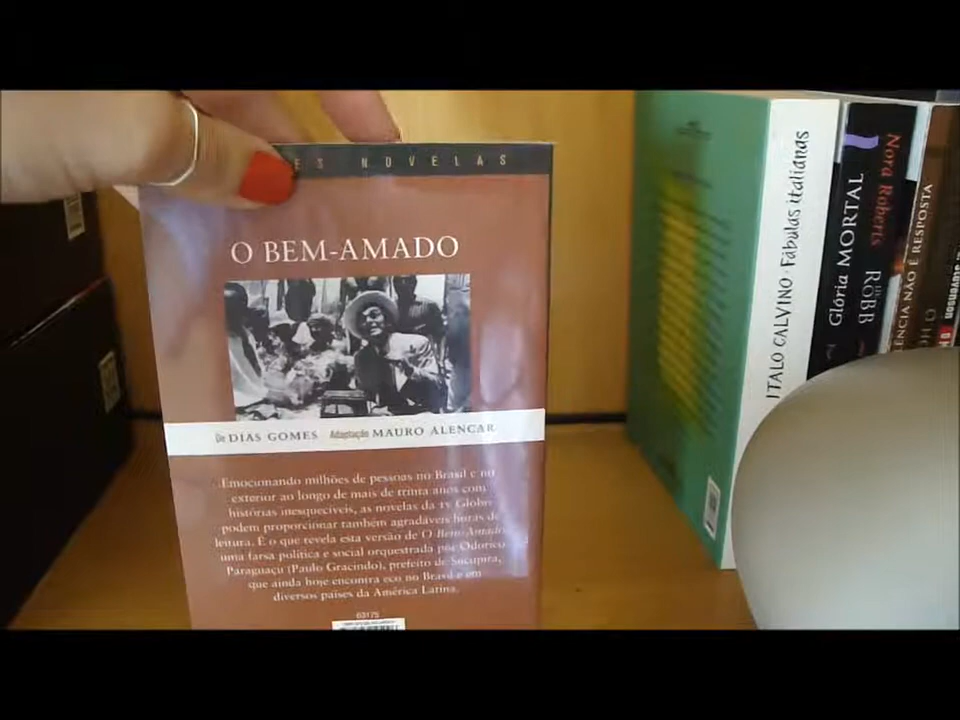 ES NOVELAS
O BEM-AMADO
De DIAS GOMES Adaptação MAURO ALENCAR
Emocionando milhões de pessoas no Brasil e no
exterior ao longo de mais de trinta anos com
histórias inesquecíveis, as novelas da TV Globo
podem proporcionar também agradáveis horas de
leitura. É o que revela esta versão de O Bem-Amado,
uma farsa política e social orquestrada por Odorico
Paraguaçu (Paulo Gracindo), prefeito de Sucupira,
que ainda hoje encontra eco no Brasil e em
diversos países da América Latina.
63175
ITALO CALVINO · Fábulas italianas
Nora Roberts
Glória MORTAL
ROBB
ÊNCIA NÃO É RESPOSTA